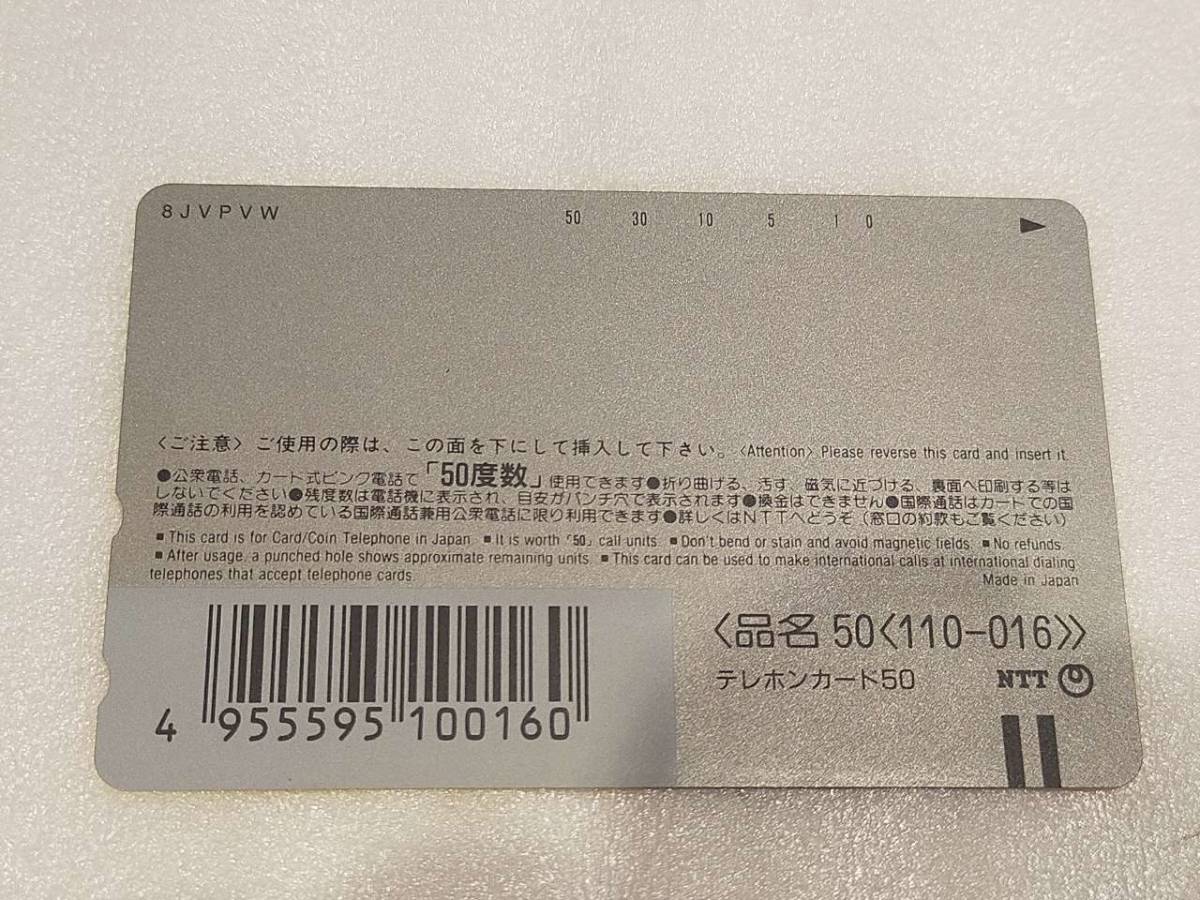 8JVPVW 50 30 10 5 1 0
〈ご注意〉ご使用の際は、この面を下にして挿入して下さい。〈Attention〉Please reverse this card and insert it.
●公衆電話、カード式ピンク電話で「50度数」使用できます●折り曲げる、汚す、磁気に近づける、裏面へ印刷する等は
しないでください●残度数は電話機に表示され、目安がパンチ穴で表示されます●換金はできません●国際通話はカードでの国
際通話の利用を認めている国際通話兼用公衆電話に限り利用できます●詳しくはNTTへどうぞ（窓口の約款もご覧ください）
■This card is for Card/Coin Telephone in Japan. ■It is worth「50」call units. ■Don't bend or stain and avoid magnetic fields. ■No refunds.
■After usage, a punched hole shows approximate remaining units. ■This card can be used to make international calls at international dialing
telephones that accept telephone cards.
Made in Japan
〈品名 50〈110-016〉〉
テレホンカード50 NTT
4 955595 100160